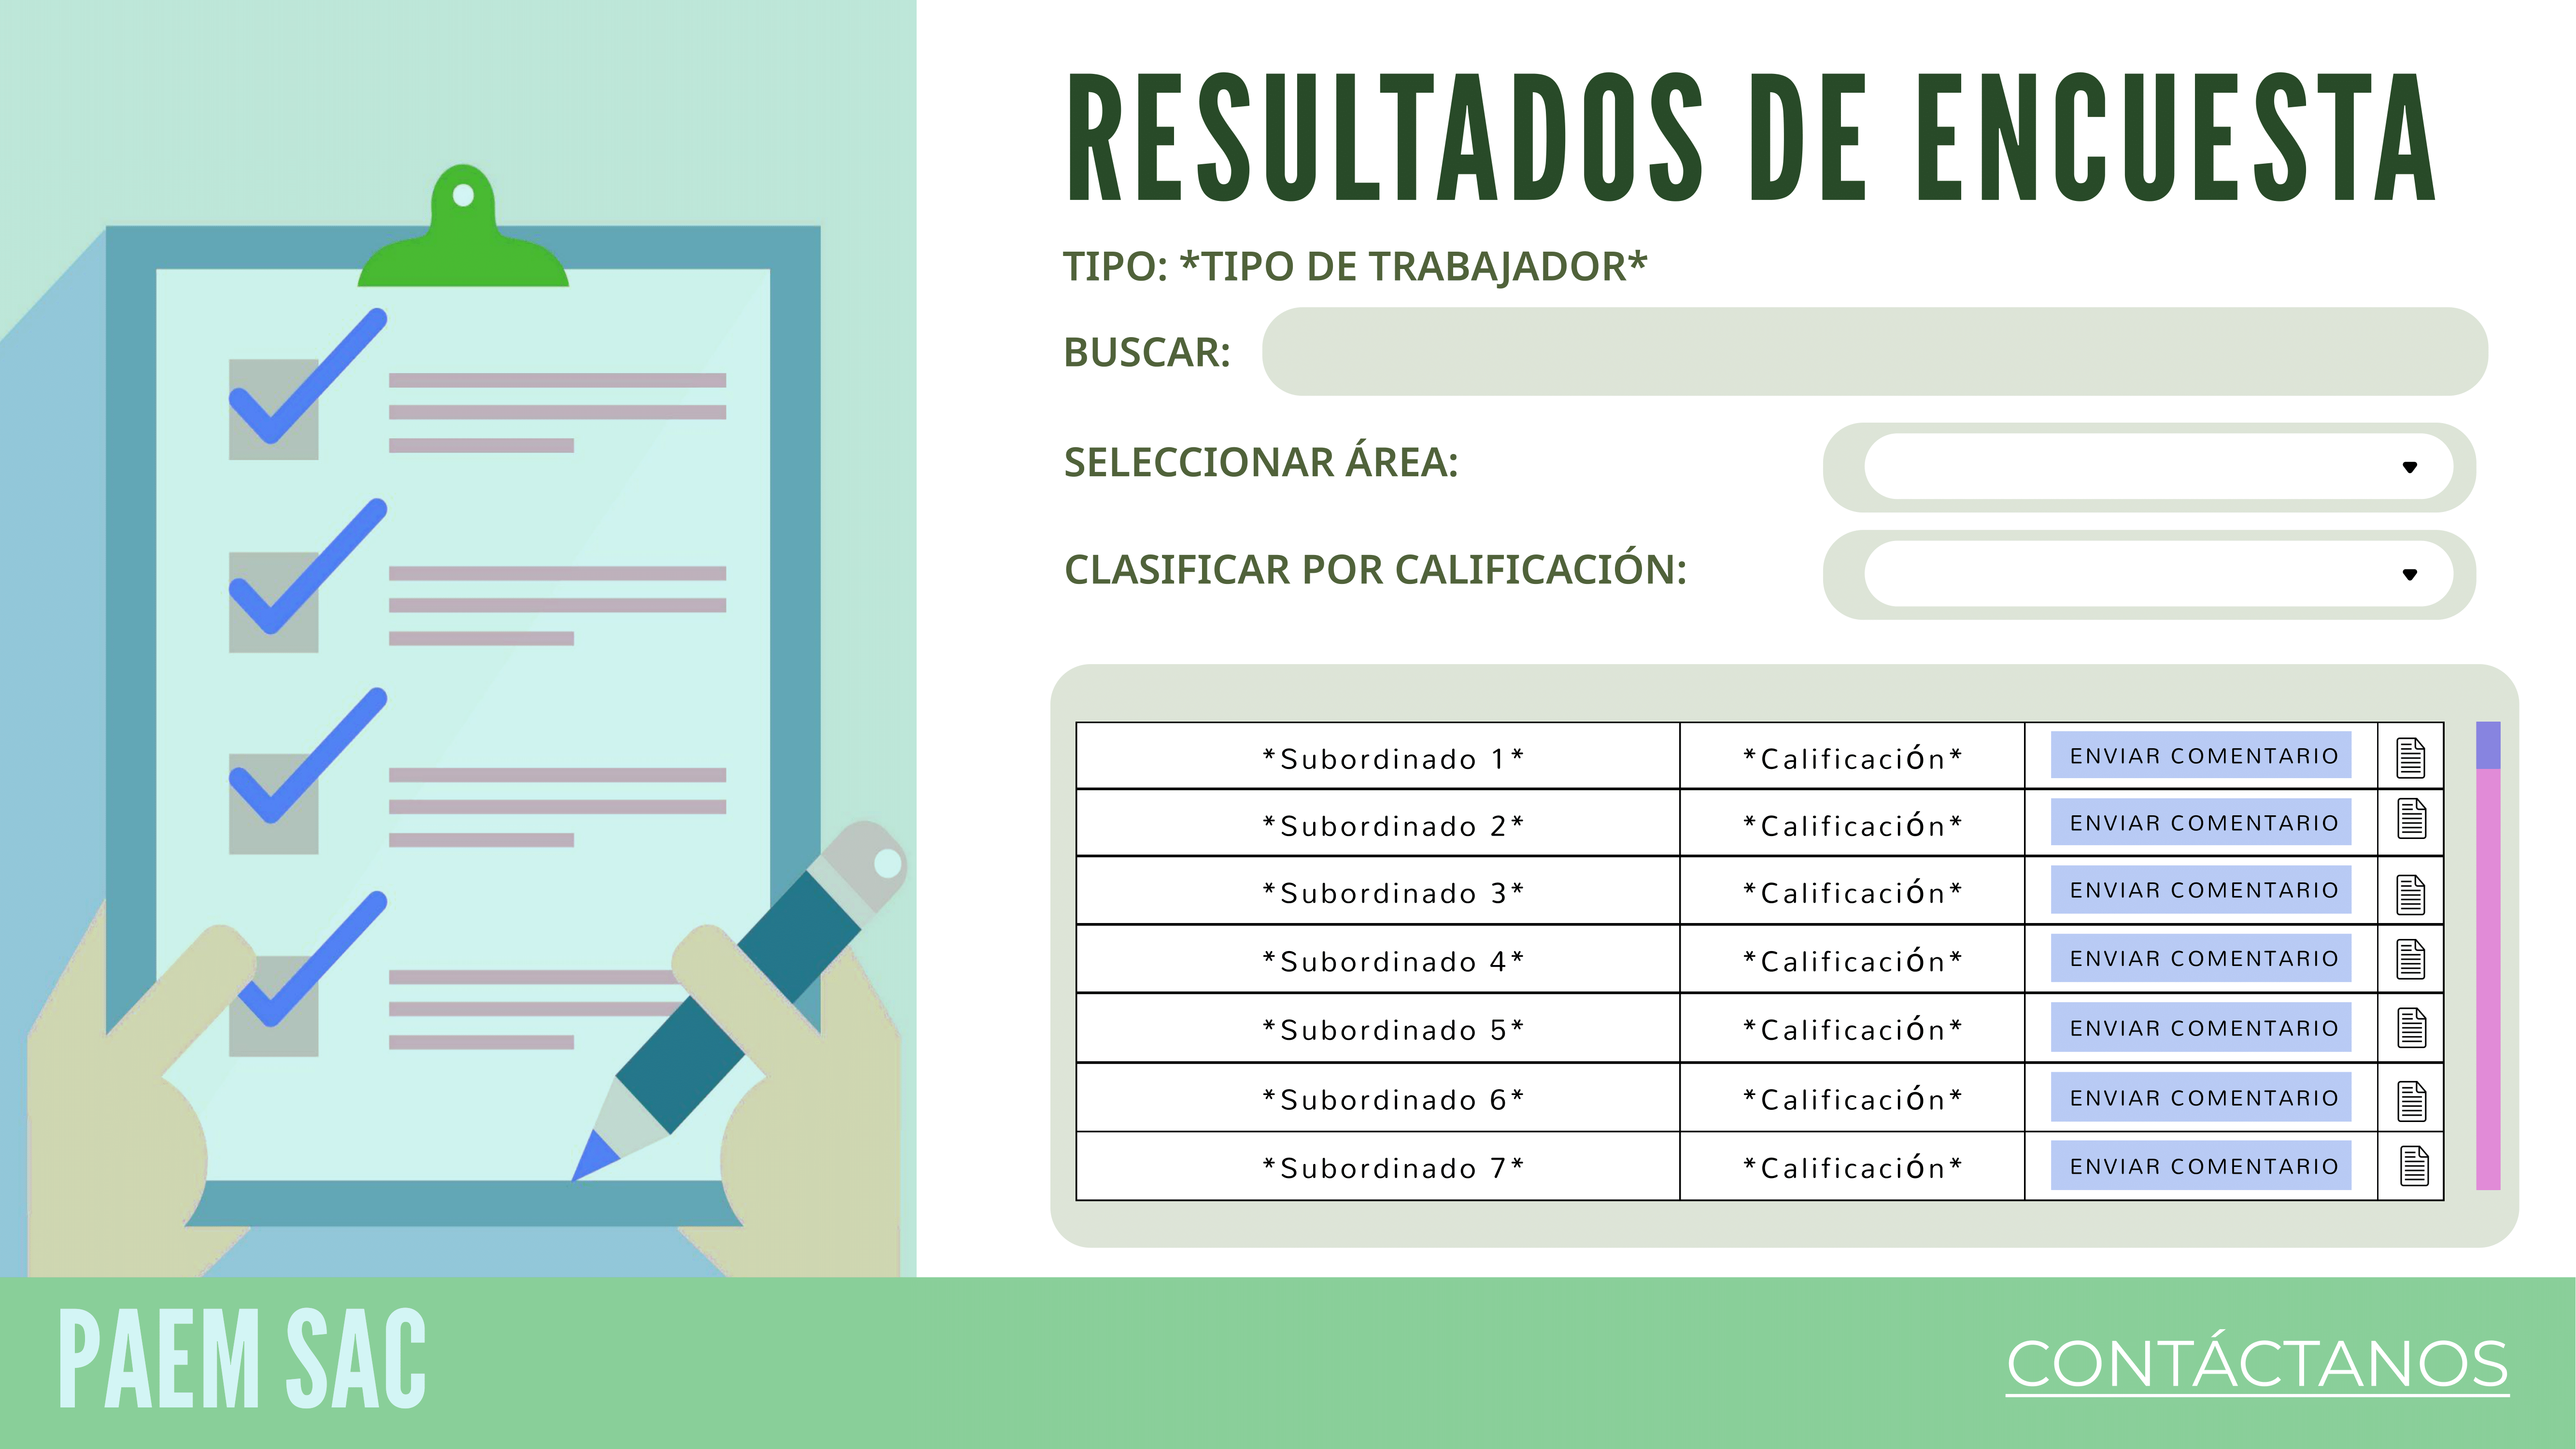 RESULTADOS DE ENCUESTA
TIPO: *TIPO DE TRABAJADOR*
BUSCAR:
SELECCIONAR ÁREA:
CLASIFICAR POR CALIFICACIÓN:
*Subordinado 1* *Calificación* ENVIAR COMENTARIO
*Subordinado 2* *Calificación* ENVIAR COMENTARIO
*Subordinado 3* *Calificación* ENVIAR COMENTARIO
*Subordinado 4* *Calificación* ENVIAR COMENTARIO
*Subordinado 5* *Calificación* ENVIAR COMENTARIO
*Subordinado 6* *Calificación* ENVIAR COMENTARIO
*Subordinado 7* *Calificación* ENVIAR COMENTARIO
PAEM SAC
CONTÁCTANOS